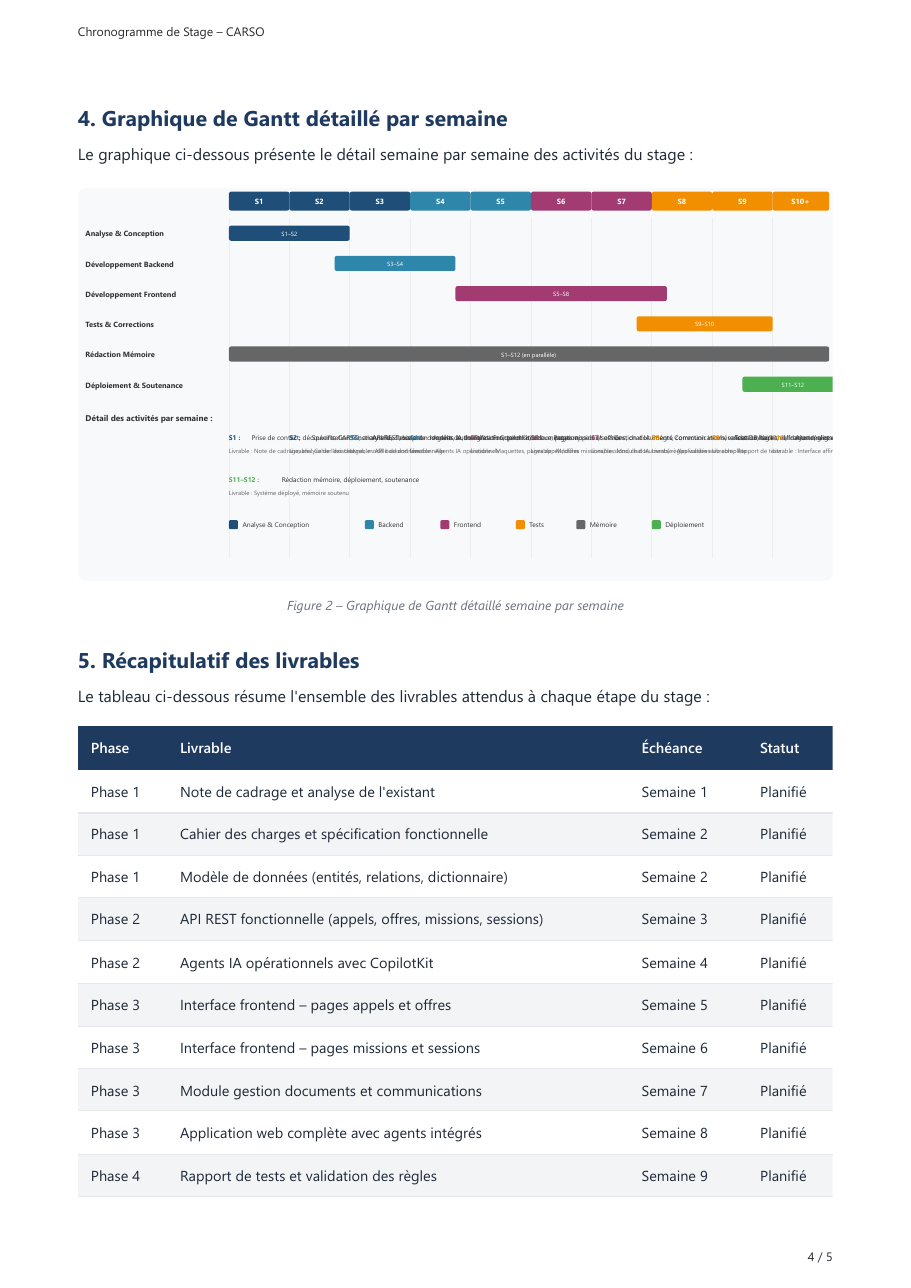 Chronogramme de Stage – CARSO
4. Graphique de Gantt détaillé par semaine
Le graphique ci-dessous présente le détail semaine par semaine des activités du stage :
S1 S2 S3 S4 S5 S6 S7 S8 S9 S10+
Analyse & Conception S1–S2
Développement Backend S3–S4
Développement Frontend S5–S8
Tests & Corrections S9–S10
Rédaction Mémoire S1–S12 (en parallèle)
Déploiement & Soutenance S11–S12
Détail des activités par semaine :
S1 : Prise de
Livrable : Note de
S11–S12 : Rédaction mémoire, déploiement, soutenance
Livrable : Système déployé, mémoire soutenu
Analyse & Conception Backend Frontend Tests Mémoire Déploiement
Figure 2 – Graphique de Gantt détaillé semaine par semaine
5. Récapitulatif des livrables
Le tableau ci-dessous résume l'ensemble des livrables attendus à chaque étape du stage :
Phase Livrable Échéance Statut
Phase 1 Note de cadrage et analyse de l'existant Semaine 1 Planifié
Phase 1 Cahier des charges et spécification fonctionnelle Semaine 2 Planifié
Phase 1 Modèle de données (entités, relations, dictionnaire) Semaine 2 Planifié
Phase 2 API REST fonctionnelle (appels, offres, missions, sessions) Semaine 3 Planifié
Phase 2 Agents IA opérationnels avec CopilotKit Semaine 4 Planifié
Phase 3 Interface frontend – pages appels et offres Semaine 5 Planifié
Phase 3 Interface frontend – pages missions et sessions Semaine 6 Planifié
Phase 3 Module gestion documents et communications Semaine 7 Planifié
Phase 3 Application web complète avec agents intégrés Semaine 8 Planifié
Phase 4 Rapport de tests et validation des règles Semaine 9 Planifié
4 / 5